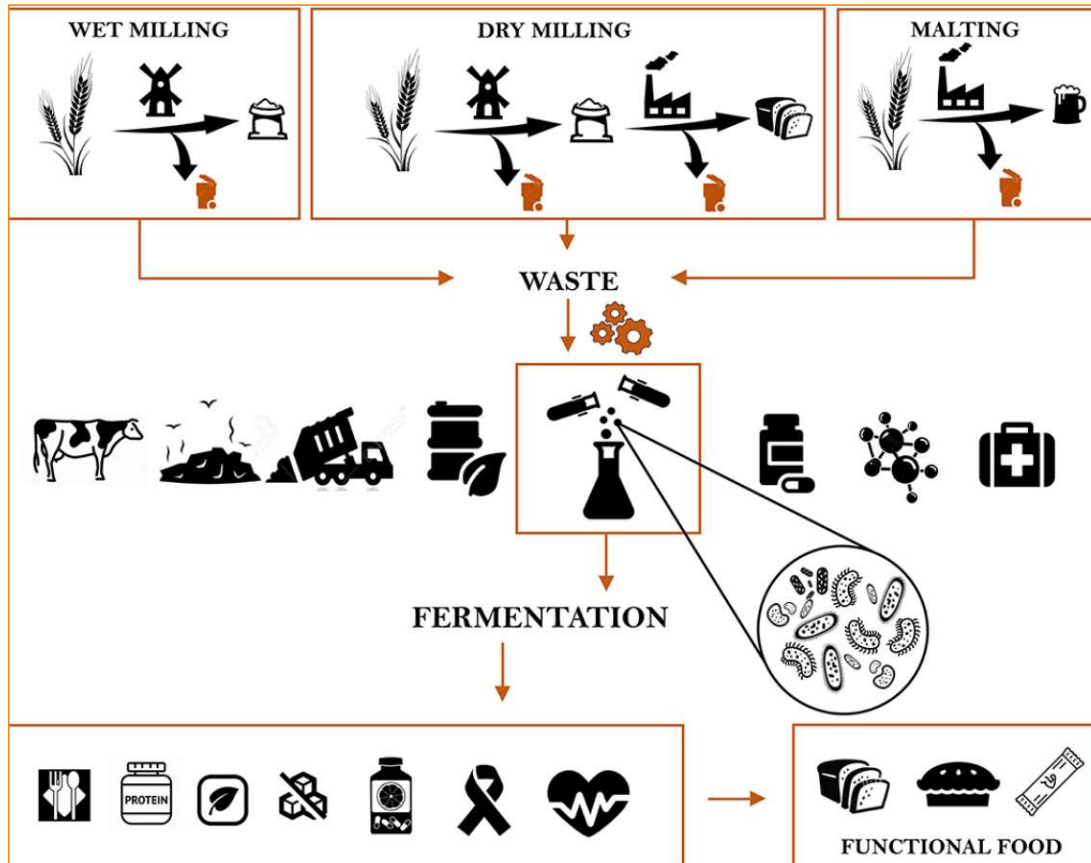 WET MILLING
DRY MILLING
MALTING
WASTE
FERMENTATION
PROTEIN
FUNCTIONAL FOOD